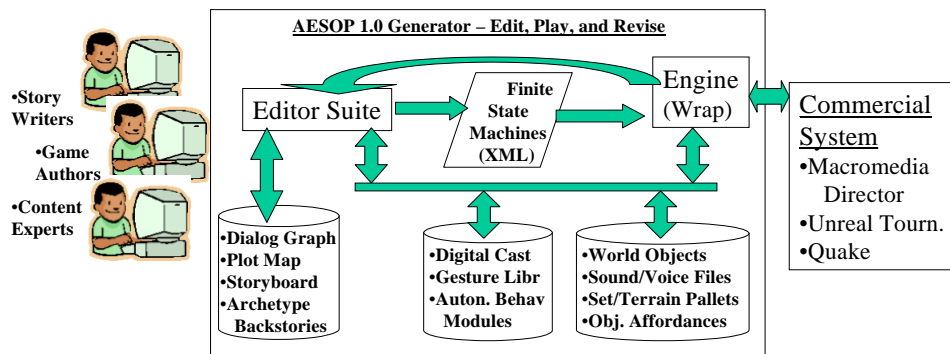 AESOP 1.0 Generator – Edit, Play, and Revise
•Story
Writers
•Game
Authors
•Content
Experts
Editor Suite
Finite
State
Machines
(XML)
Engine
(Wrap)
Commercial
System
•Macromedia
Director
•Unreal Tourn.
•Quake
•Dialog Graph
•Plot Map
•Storyboard
•Archetype
Backstories
•Digital Cast
•Gesture Libr
•Auton. Behav
Modules
•World Objects
•Sound/Voice Files
•Set/Terrain Pallets
•Obj. Affordances